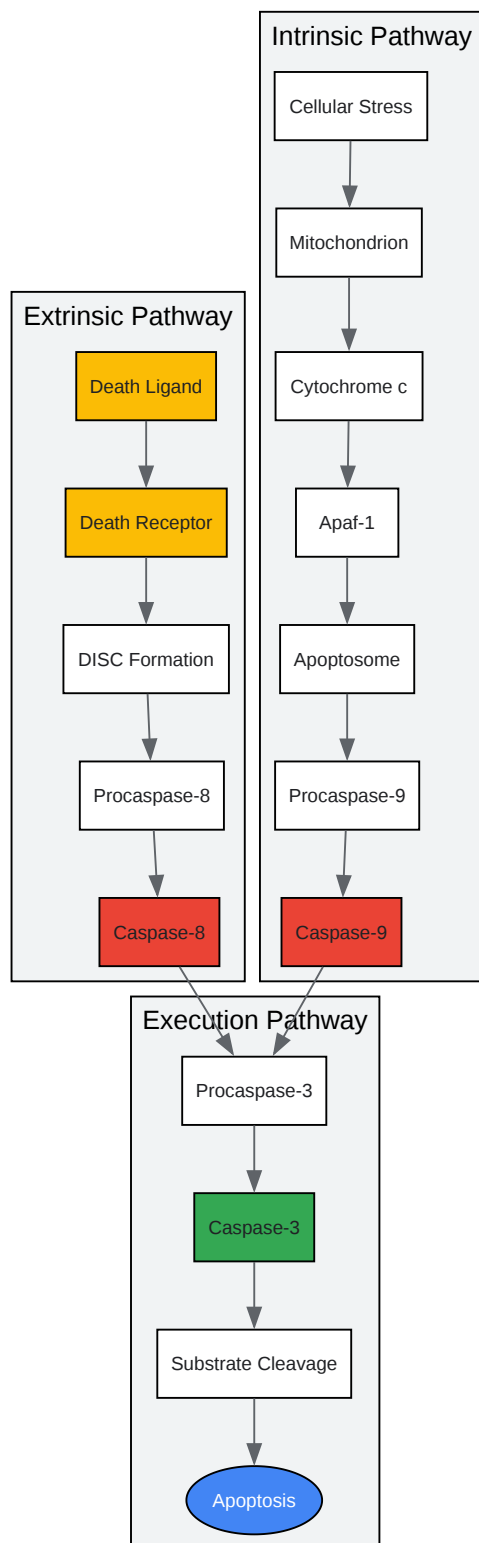 Intrinsic Pathway
Cellular Stress
Mitochondrion
Cytochrome c
Apaf-1
Apoptosome
Procaspase-9
Caspase-9
Extrinsic Pathway
Death Ligand
Death Receptor
DISC Formation
Procaspase-8
Caspase-8
Execution Pathway
Procaspase-3
Caspase-3
Substrate Cleavage
Apoptosis